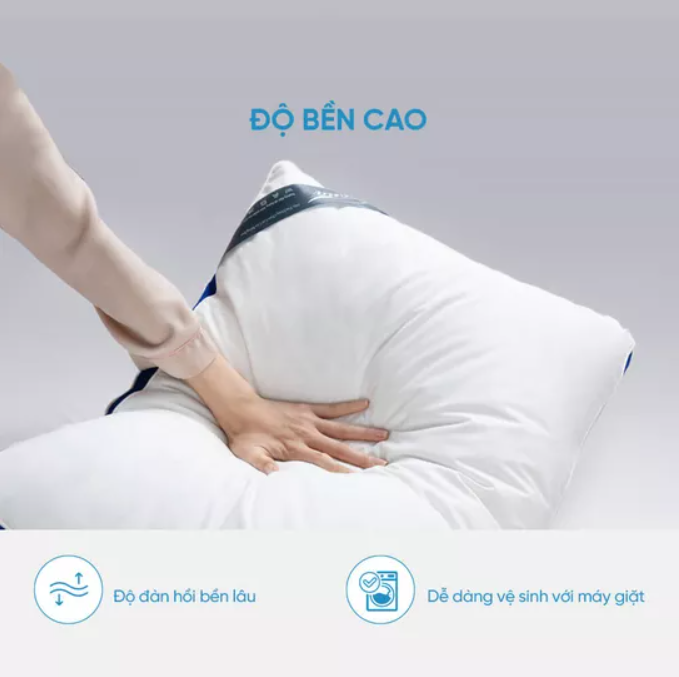 ĐỘ BỀN CAO
Độ đàn hồi bền lâu
Dễ dàng vệ sinh với máy giặt